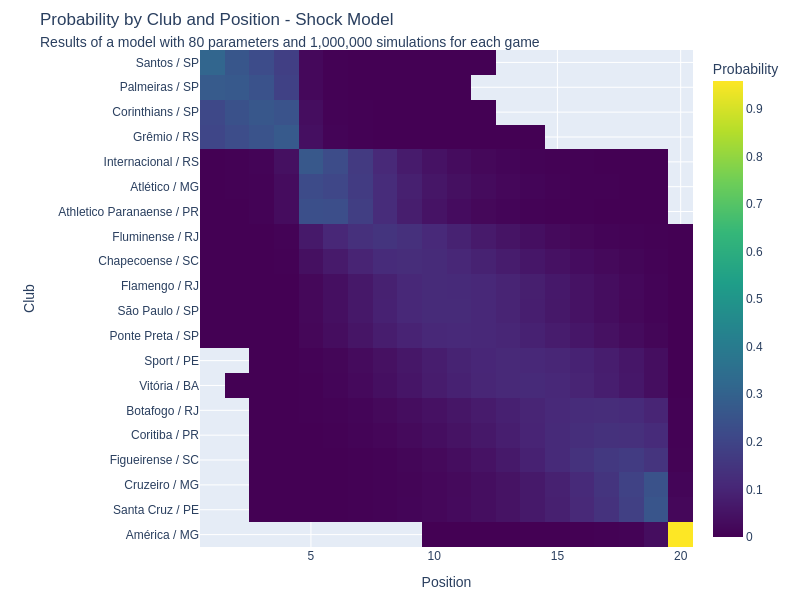 Probability by Club and Position - Shock Model
Results of a model with 80 parameters and 1,000,000 simulations for each game
Probability
Club
Santos / SP
Palmeiras / SP
Corinthians / SP
Grêmio / RS
Internacional / RS
Atlético / MG
Athletico Paranaense / PR
Fluminense / RJ
Chapecoense / SC
Flamengo / RJ
São Paulo / SP
Ponte Preta / SP
Sport / PE
Vitória / BA
Botafogo / RJ
Coritiba / PR
Figueirense / SC
Cruzeiro / MG
Santa Cruz / PE
América / MG
5 10 15 20
Position
0.9
0.8
0.7
0.6
0.5
0.4
0.3
0.2
0.1
0